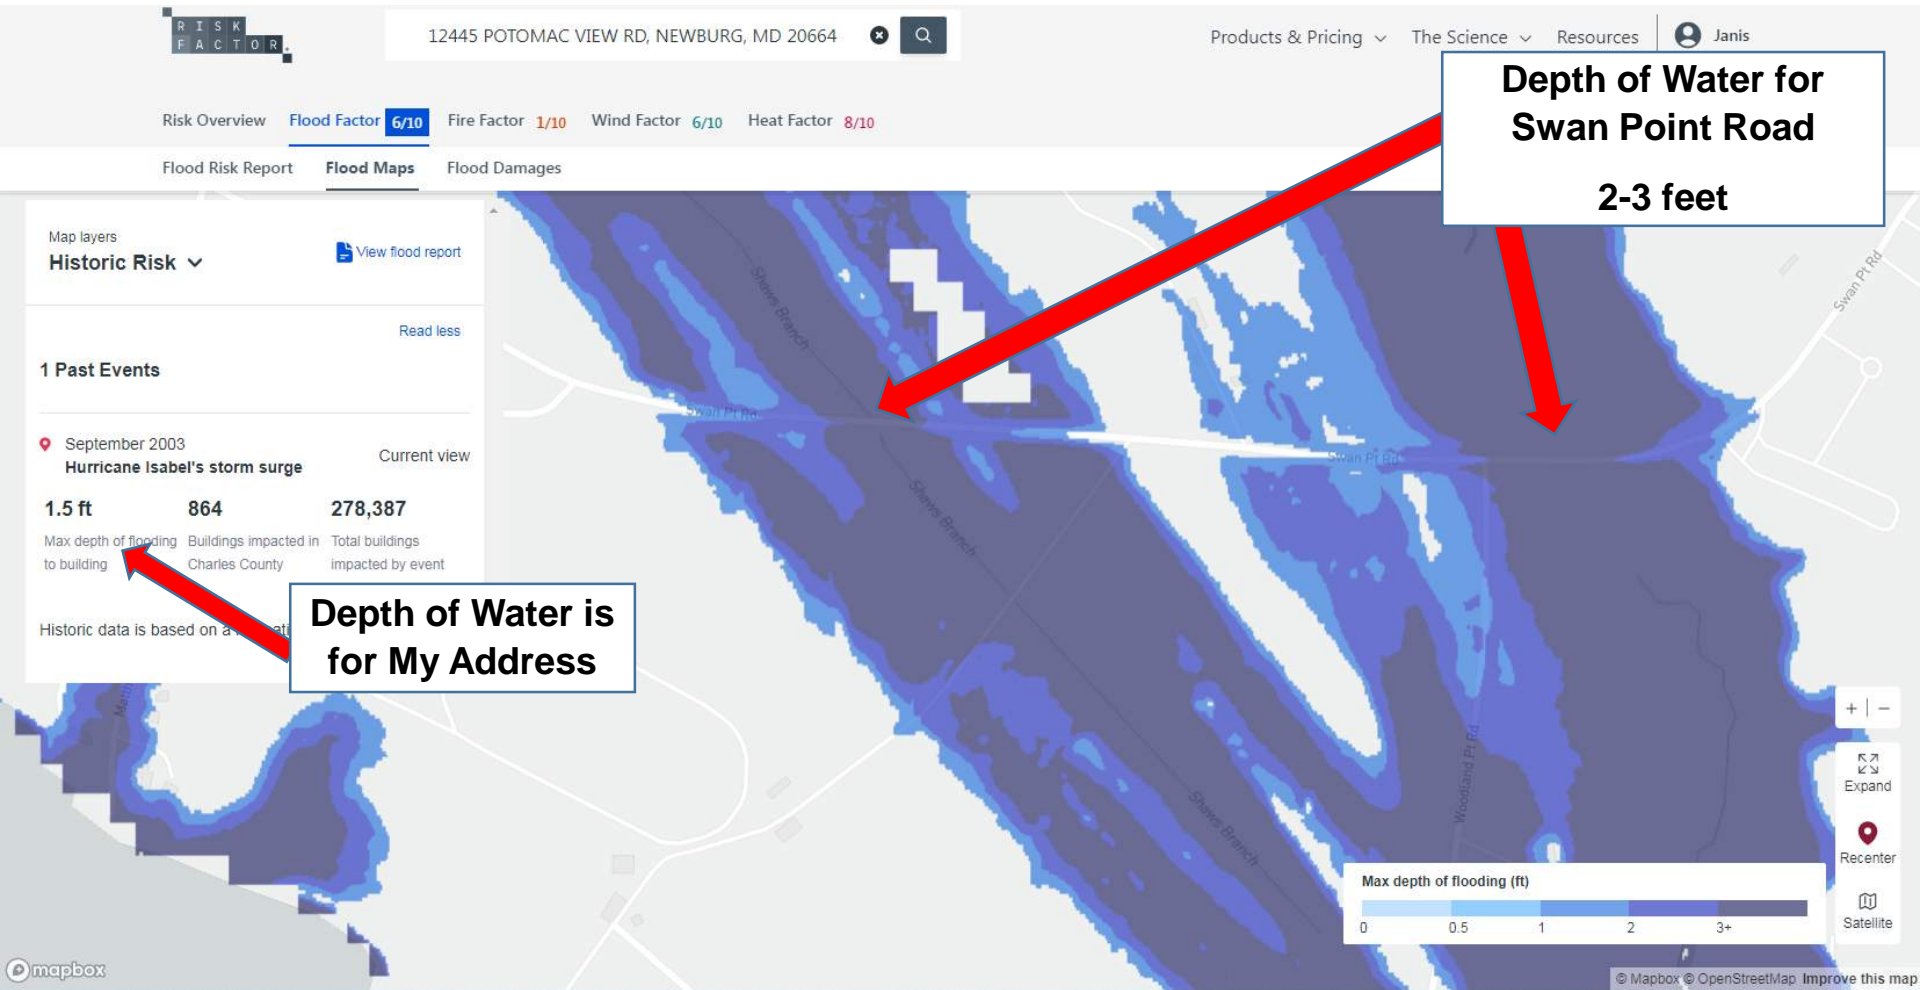 RISK
FACTOR
12445 POTOMAC VIEW RD, NEWBURG, MD 20664
Products & Pricing
The Science
Resources
Janis
Risk Overview
Flood Factor 6/10
Fire Factor 1/10
Wind Factor 6/10
Heat Factor 8/10
Flood Risk Report
Flood Maps
Flood Damages
Depth of Water for
Swan Point Road
2-3 feet
Map layers
Historic Risk
View flood report
Read less
1 Past Events
September 2003
Hurricane Isabel's storm surge
Current view
1.5 ft
Max depth of flooding
to building
864
Buildings impacted in
Charles County
278,387
Total buildings
impacted by event
Historic data is based on a
Depth of Water is
for My Address
Shaws Branch
Swan Pt Rd
Swan Pt Rd
Swan Pt Rd
Shaws Branch
Woodland Pt Rd
Shaws Branch
+ | −
Expand
Recenter
Satellite
Max depth of flooding (ft)
0 0.5 1 2 3+
mapbox
© Mapbox © OpenStreetMap Improve this map